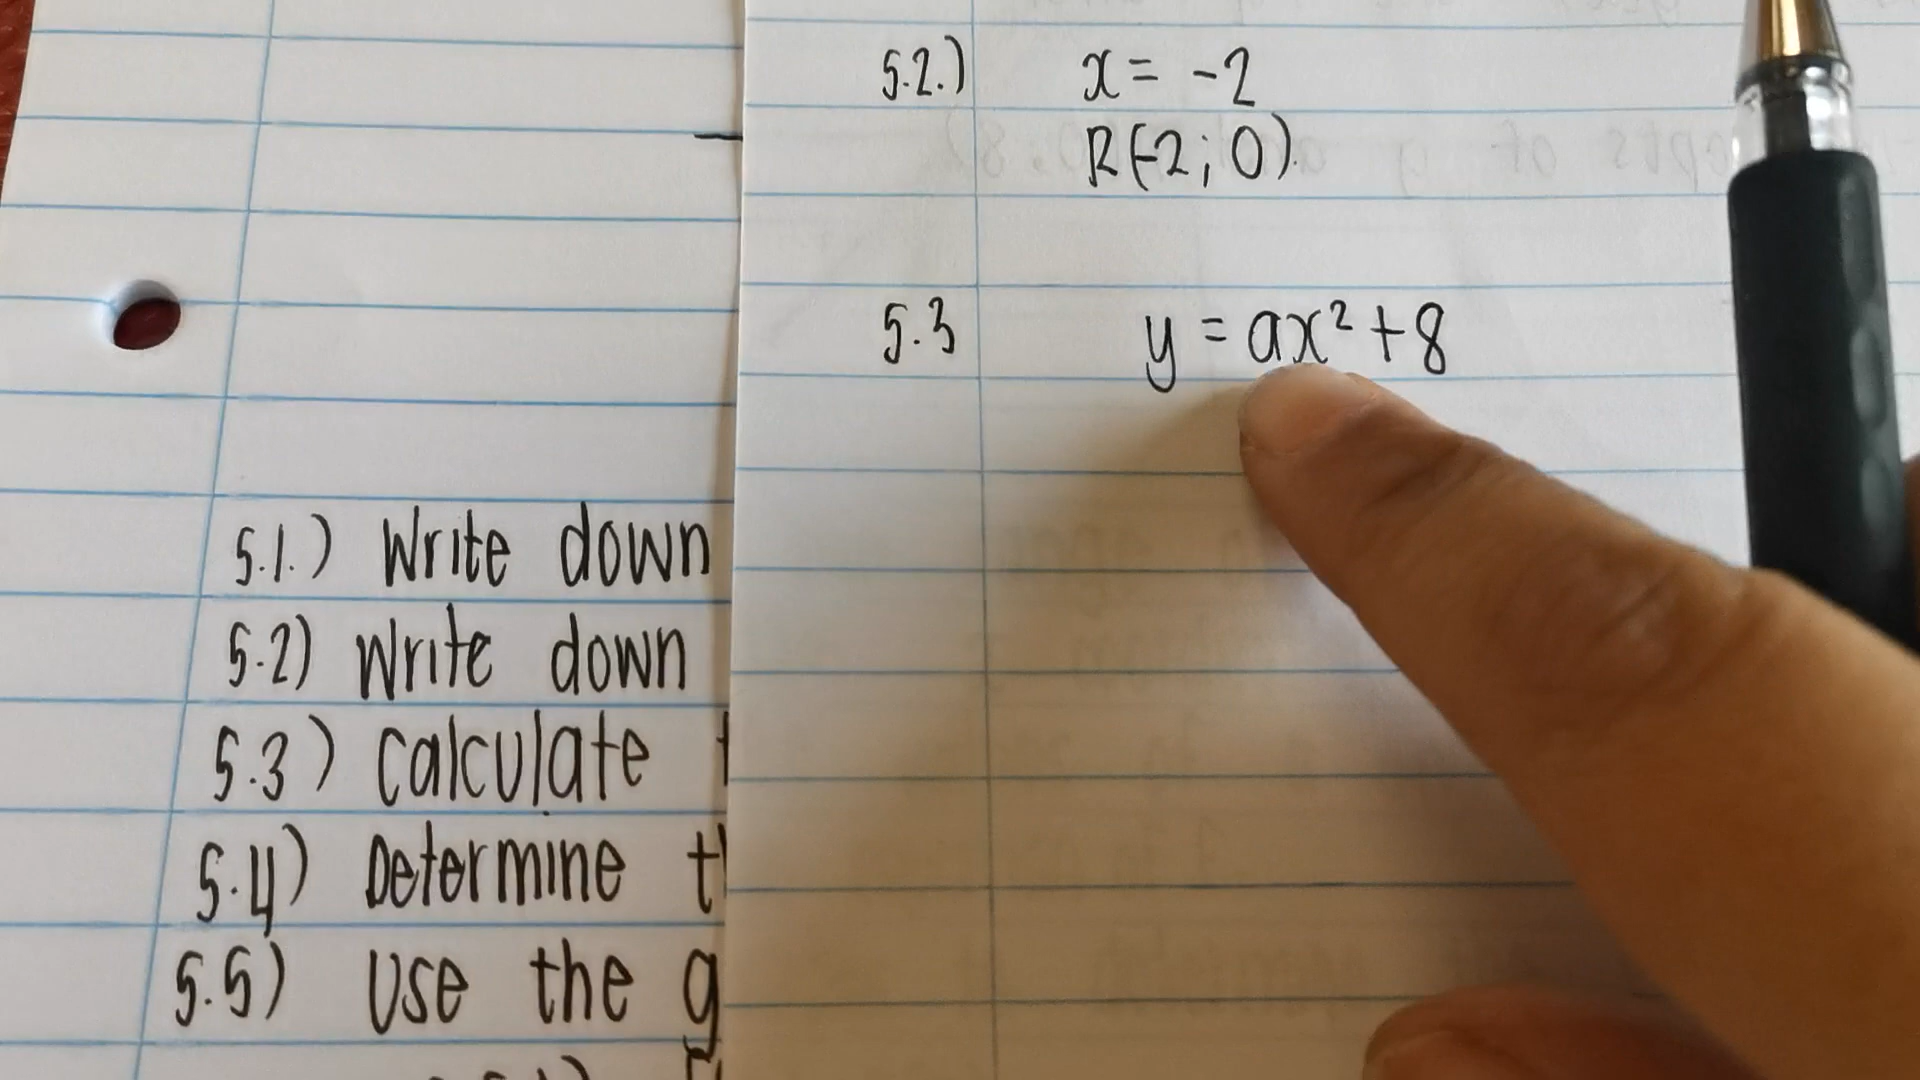 5.2.) x = -2
R(-2; 0).
5.3 y = ax² + 8
5.1.) Write down
5.2) Write down
5.3) Calculate
5.4) Determine
5.5) Use the